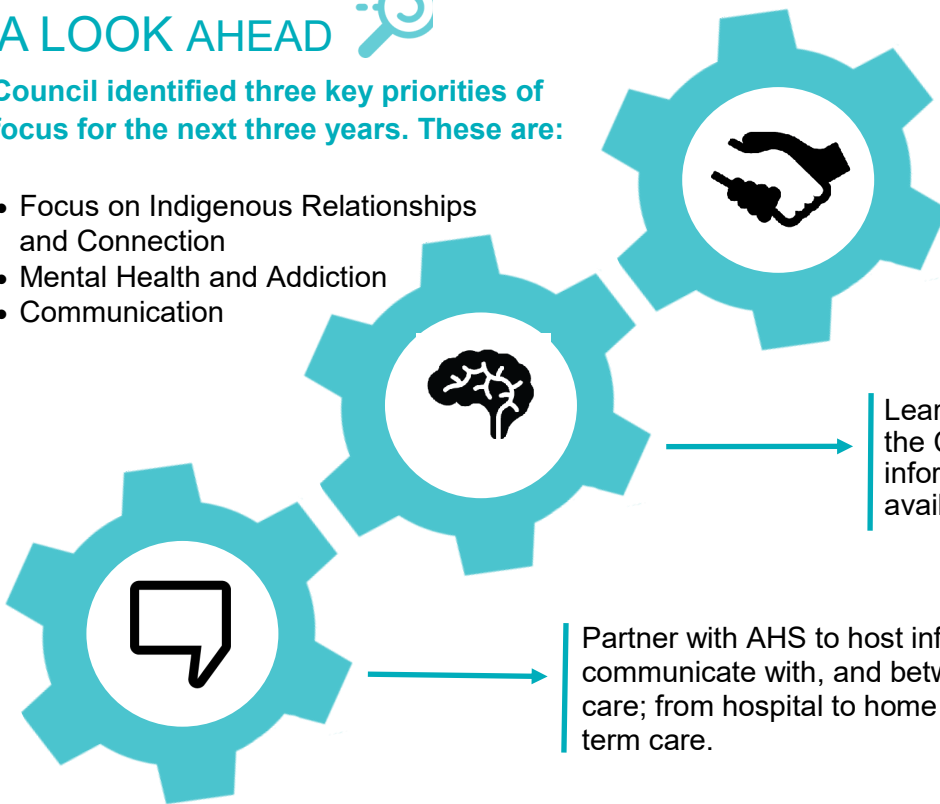 A LOOK AHEAD
Council identified three key priorities of
focus for the next three years. These are:
• Focus on Indigenous Relationships
and Connection
• Mental Health and Addiction
• Communication
the
Partner with AHS to host
communicate with, and
care; from hospital to home
term care.